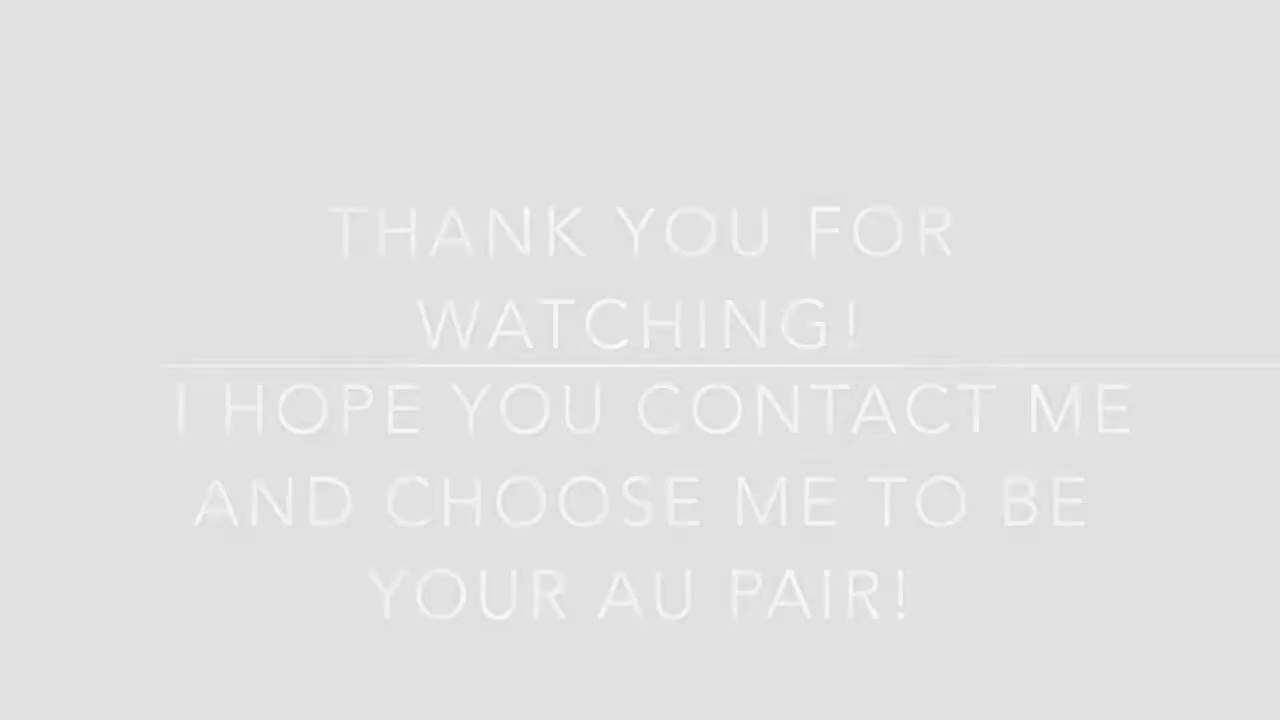 THANK YOU FOR
WATCHING!
I HOPE YOU CONTACT ME
AND CHOOSE ME TO BE
YOUR AU PAIR!